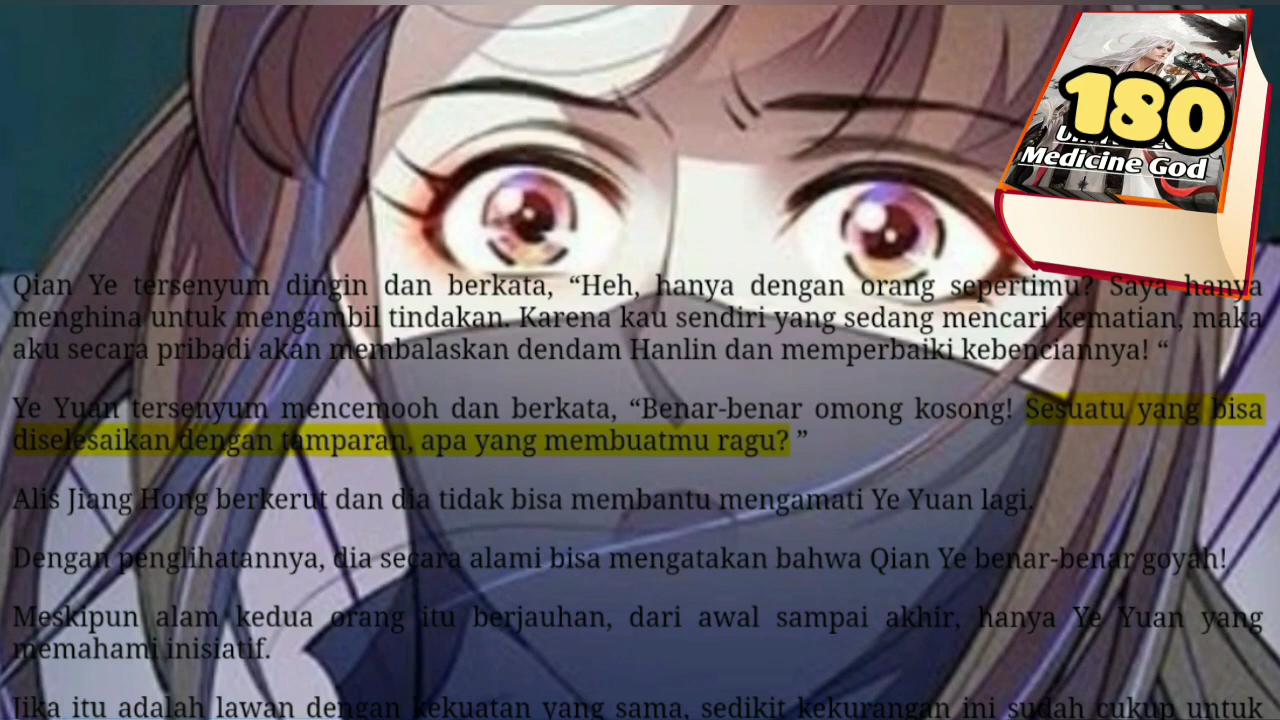 180
Medicine God
Qian Ye tersenyum dingin dan berkata, “Heh, hanya dengan orang sepertimu? Saya hanya
menghina untuk mengambil tindakan. Karena kau sendiri yang sedang mencari kematian, maka
aku secara pribadi akan membalaskan dendam Hanlin dan memperbaiki kebenciannya! “
Ye Yuan tersenyum mencemooh dan berkata, “Benar-benar omong kosong! Sesuatu yang bisa
diselesaikan dengan tamparan, apa yang membuatmu ragu? ”
Alis Jiang Hong berkerut dan dia tidak bisa membantu mengamati Ye Yuan lagi.
Dengan penglihatannya, dia secara alami bisa mengatakan bahwa Qian Ye benar-benar goyah!
Meskipun alam kedua orang itu berjauhan, dari awal sampai akhir, hanya Ye Yuan yang
memahami inisiatif.
Jika itu adalah lawan dengan kekuatan yang sama, sedikit kekurangan ini sudah cukup untuk